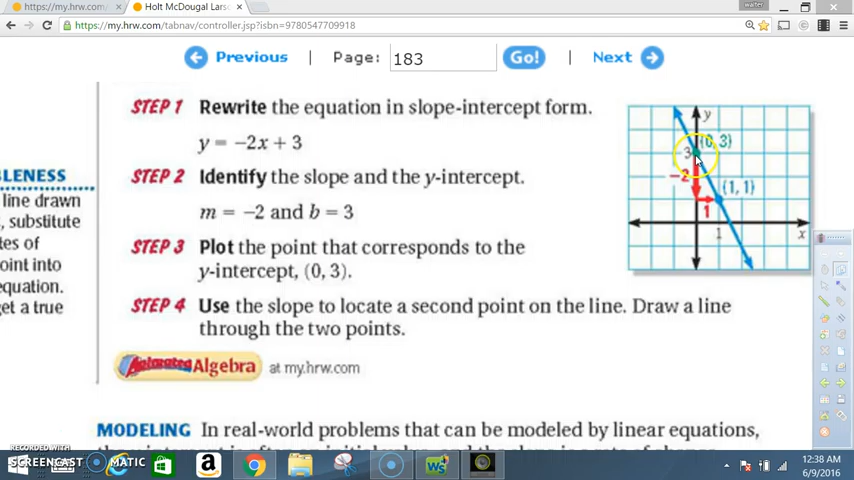 walter
https://my.hrw.com/
Holt McDougal Lars
https://my.hrw.com/tabnav/controller.jsp?isbn=9780547709918
Previous | Page: 183 Go! | Next
STEP 1 Rewrite the equation in slope-intercept form.
y = −2x + 3
STEP 2 Identify the slope and the y-intercept.
m = −2 and b = 3
STEP 3 Plot the point that corresponds to the
y-intercept, (0, 3).
STEP 4 Use the slope to locate a second point on the line. Draw a line
through the two points.
Animated Algebra at my.hrw.com
MODELING In real-world problems that can be modeled by linear equations,
LENESS
line drawn
, substitute
tes of
oint into
equation.
get a true
y
(0, 3)
3
−2
(1, 1)
1
1
x
RECORDED WITH
SCREENCAST MATIC
12:38 AM
6/9/2016